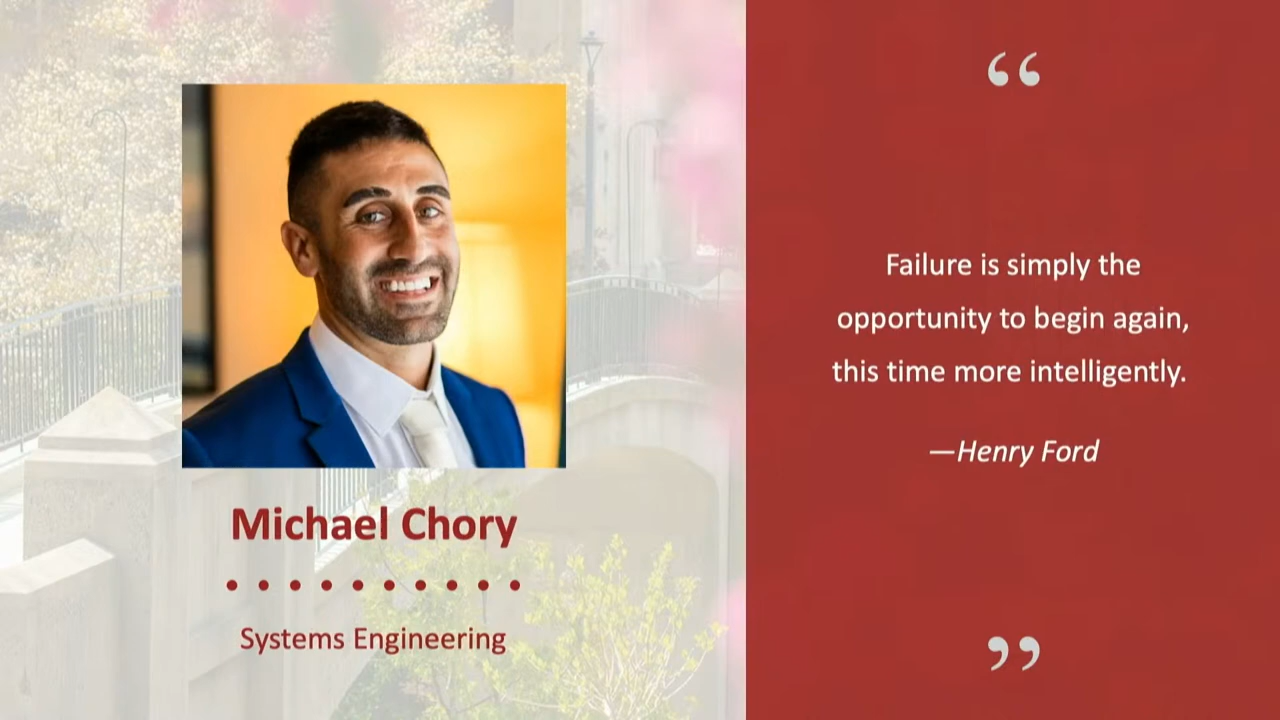 Michael Chory
Systems Engineering
“
Failure is simply the
opportunity to begin again,
this time more intelligently.
—Henry Ford
”